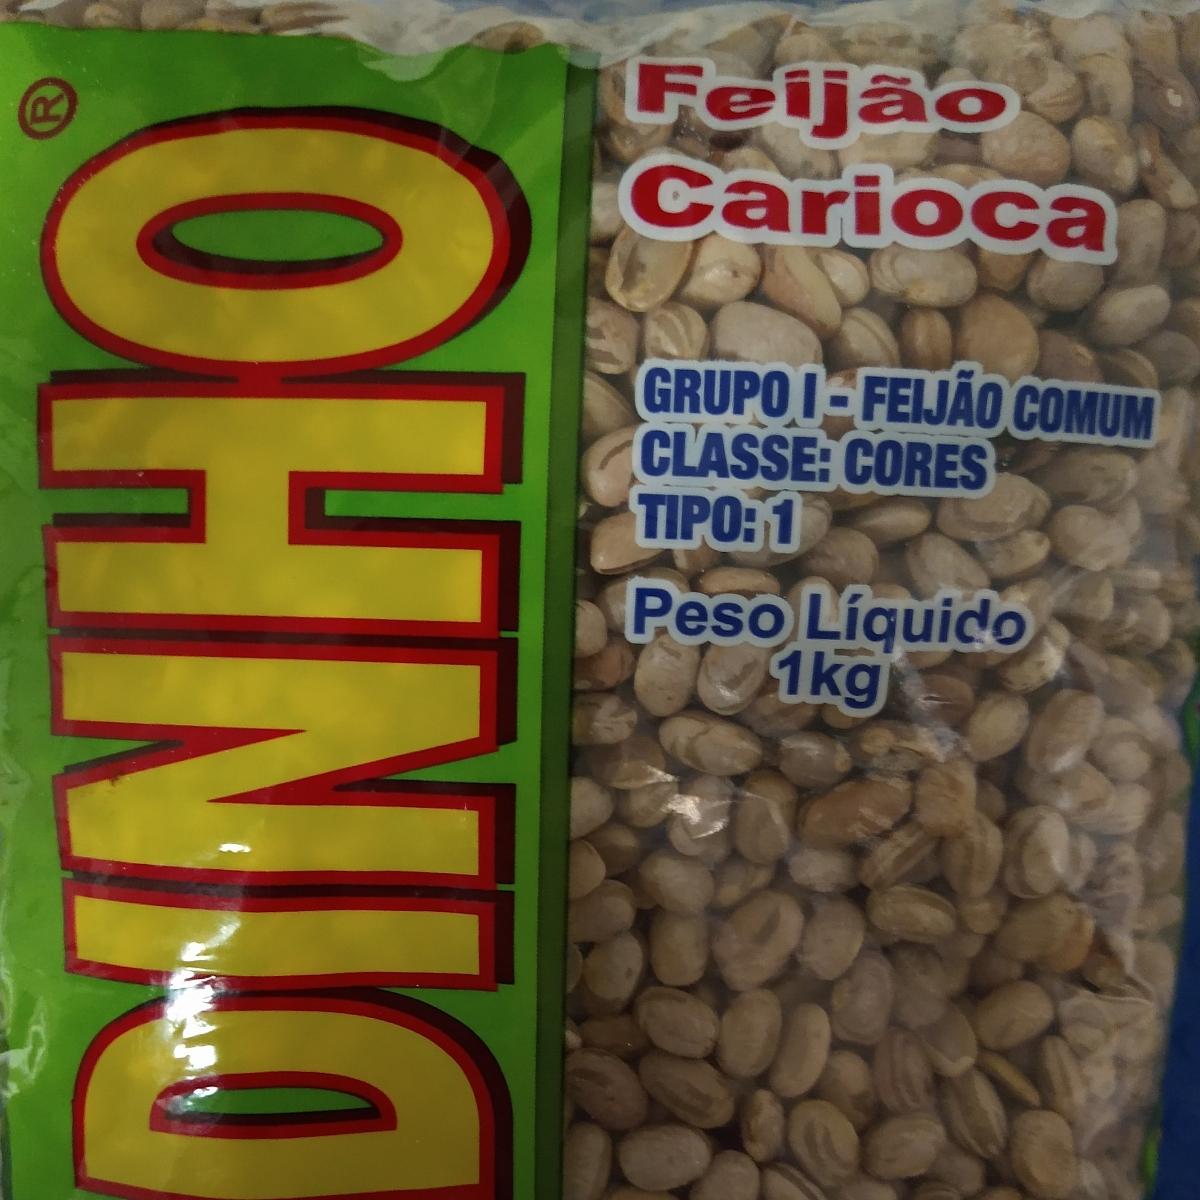 DINHO
®
Feijão
Carioca
GRUPO I - FEIJÃO COMUM
CLASSE: CORES
TIPO: 1
Peso Líquido
1kg